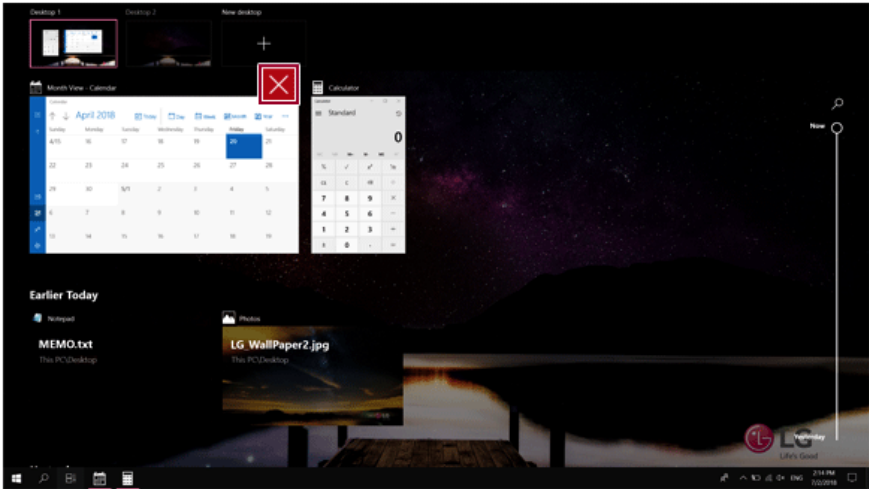 Desktop 1
Desktop 2
New desktop
Month View - Calendar
Calculator
Calendar
April 2018
Today
Day
Week
Month
Year
Sunday Monday Tuesday Wednesday Thursday Friday Saturday
4/15 16 17 18 19 20 21
22 23 24 25 26 27 28
29 30 5/1 2 3 4 5
6 7 8 9 10 11 12
13 14 15 16 17 18 19
Standard
0
CE C
7 8 9 ×
4 5 6 −
1 2 3 +
± 0 . =
Now
Earlier Today
Notepad
MEMO.txt
This PC\Desktop
Photos
LG_WallPaper2.jpg
This PC\Desktop
LG
Yesterday
Life's Good
ENG
2:14 PM
7/2/2018